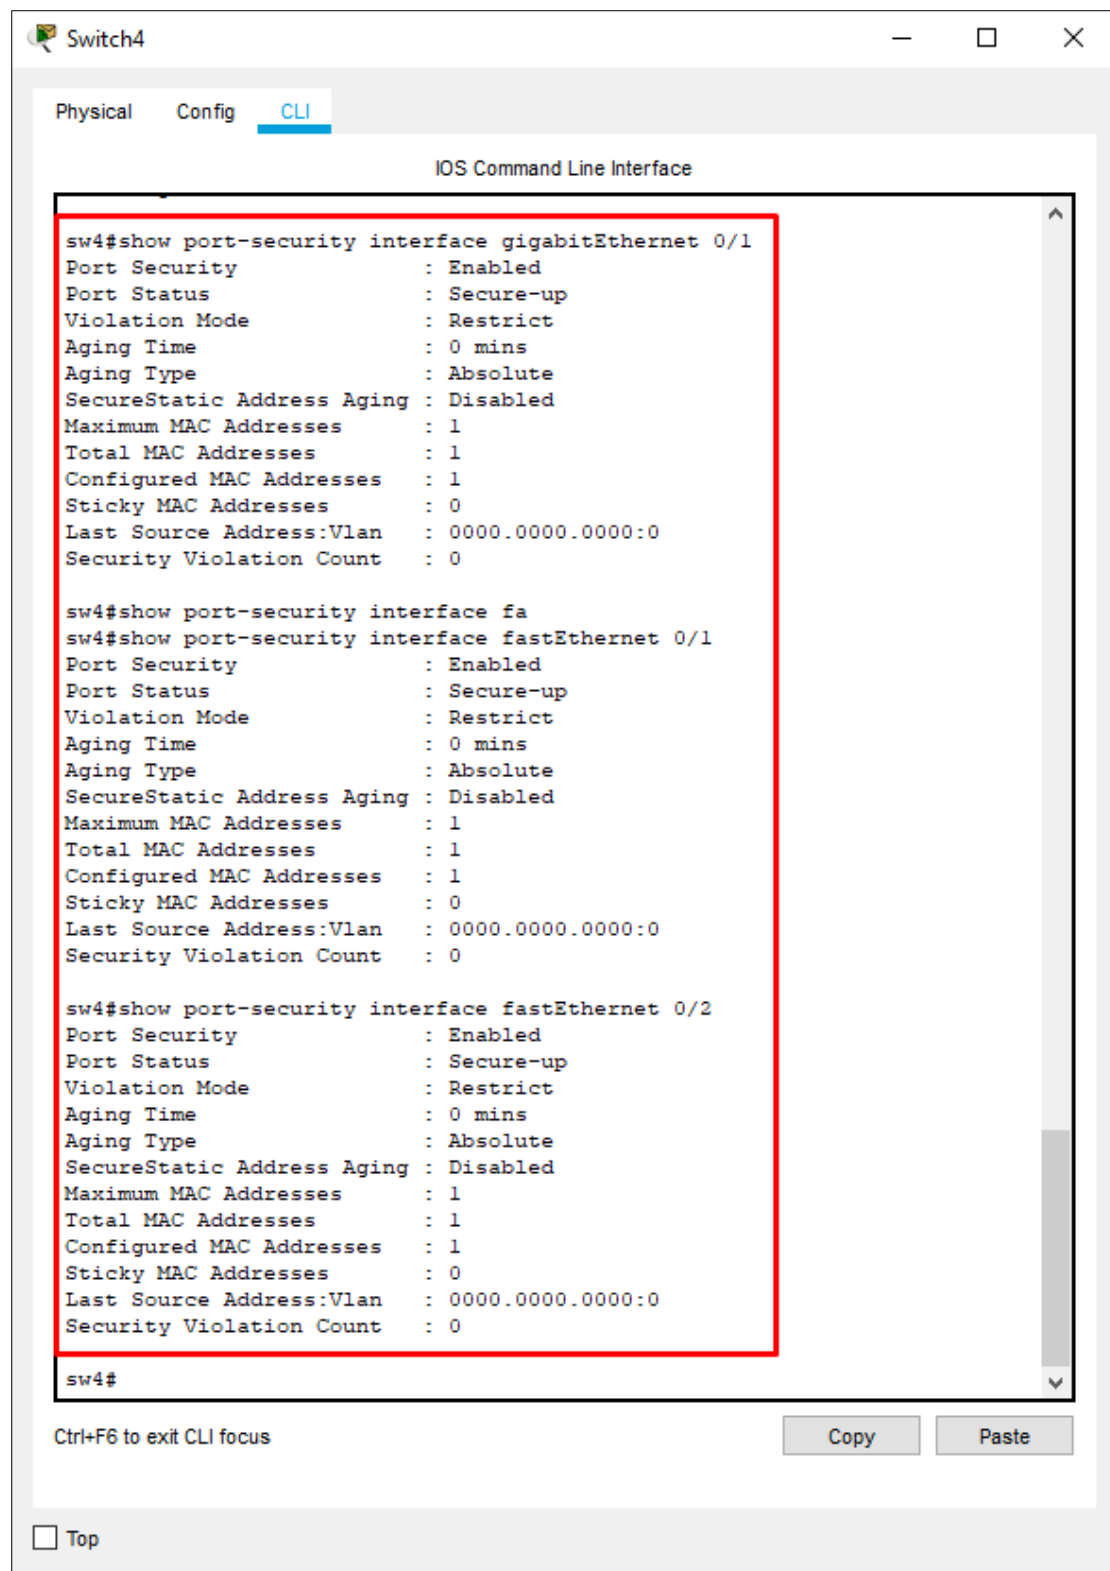 Switch4
Physical Config CLI
IOS Command Line Interface
sw4#show port-security interface gigabitEthernet 0/1
Port Security : Enabled
Port Status : Secure-up
Violation Mode : Restrict
Aging Time : 0 mins
Aging Type : Absolute
SecureStatic Address Aging : Disabled
Maximum MAC Addresses : 1
Total MAC Addresses : 1
Configured MAC Addresses : 1
Sticky MAC Addresses : 0
Last Source Address:Vlan : 0000.0000.0000:0
Security Violation Count : 0
sw4#show port-security interface fa
sw4#show port-security interface fastEthernet 0/1
Port Security : Enabled
Port Status : Secure-up
Violation Mode : Restrict
Aging Time : 0 mins
Aging Type : Absolute
SecureStatic Address Aging : Disabled
Maximum MAC Addresses : 1
Total MAC Addresses : 1
Configured MAC Addresses : 1
Sticky MAC Addresses : 0
Last Source Address:Vlan : 0000.0000.0000:0
Security Violation Count : 0
sw4#show port-security interface fastEthernet 0/2
Port Security : Enabled
Port Status : Secure-up
Violation Mode : Restrict
Aging Time : 0 mins
Aging Type : Absolute
SecureStatic Address Aging : Disabled
Maximum MAC Addresses : 1
Total MAC Addresses : 1
Configured MAC Addresses : 1
Sticky MAC Addresses : 0
Last Source Address:Vlan : 0000.0000.0000:0
Security Violation Count : 0
sw4#
Ctrl+F6 to exit CLI focus
Copy Paste
Top